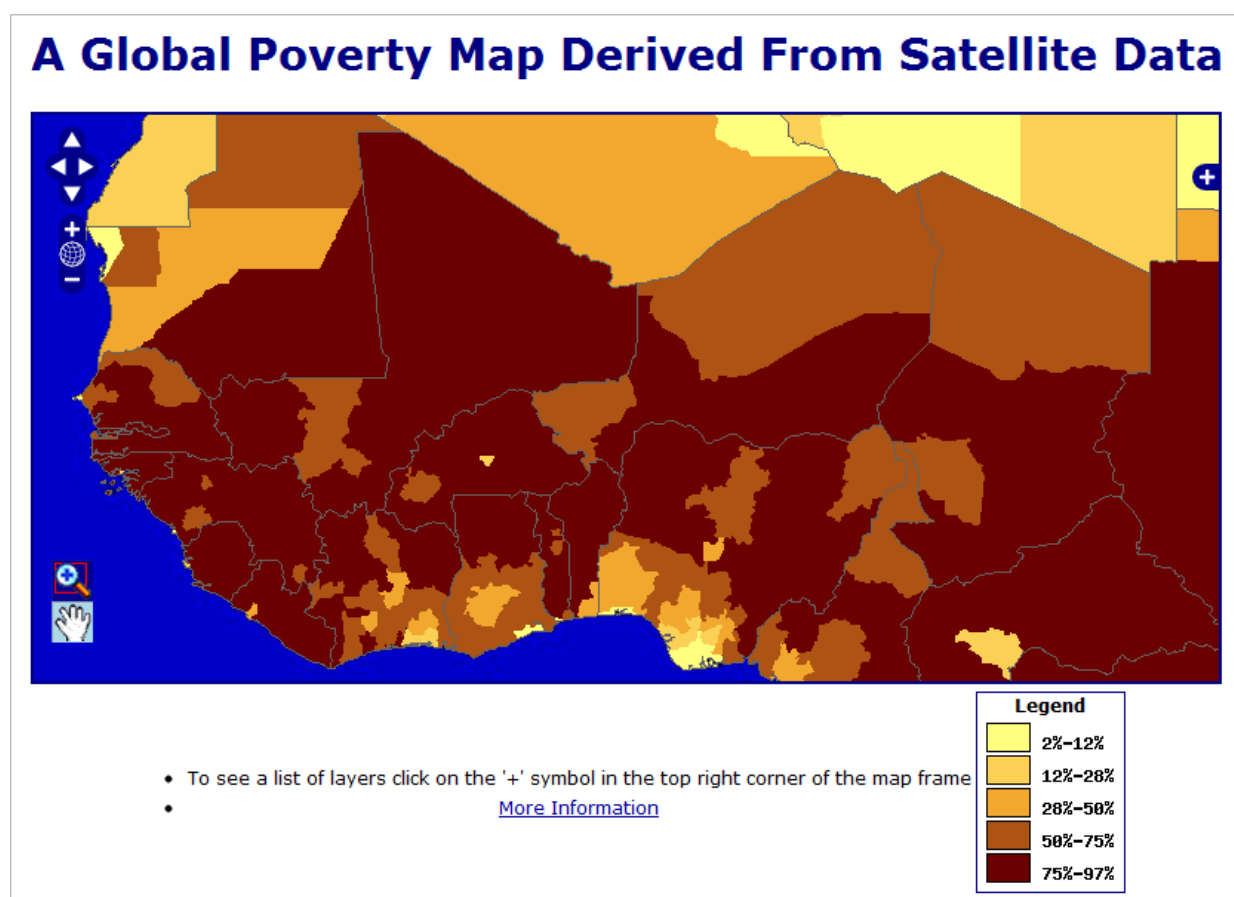 A Global Poverty Map Derived From Satellite Data
+
+
−
Legend
2%-12%
12%-28%
28%-50%
50%-75%
75%-97%
• To see a list of layers click on the '+' symbol in the top right corner of the map frame
• More Information